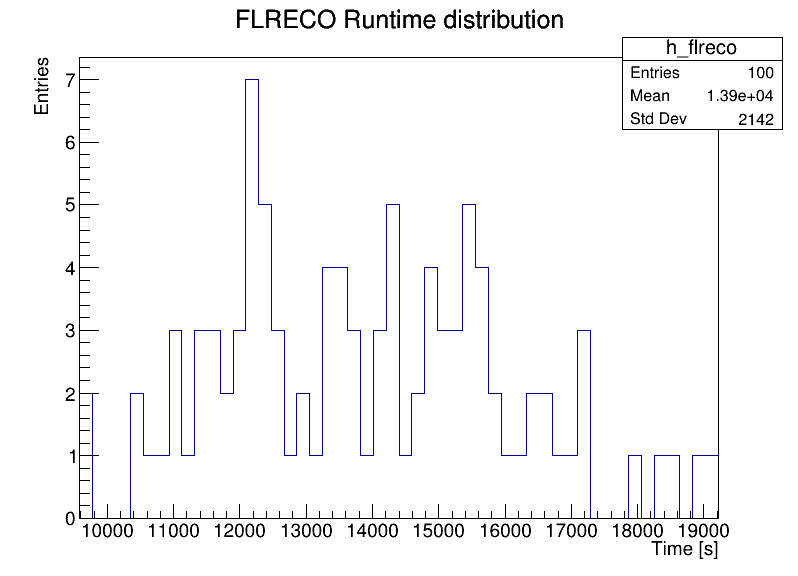 FLRECO Runtime distribution
h_flreco
Entries 100
Mean 1.39e+04
Std Dev 2142
Entries
7
6
5
4
3
2
1
0
10000 11000 12000 13000 14000 15000 16000 17000 18000 19000
Time [s]